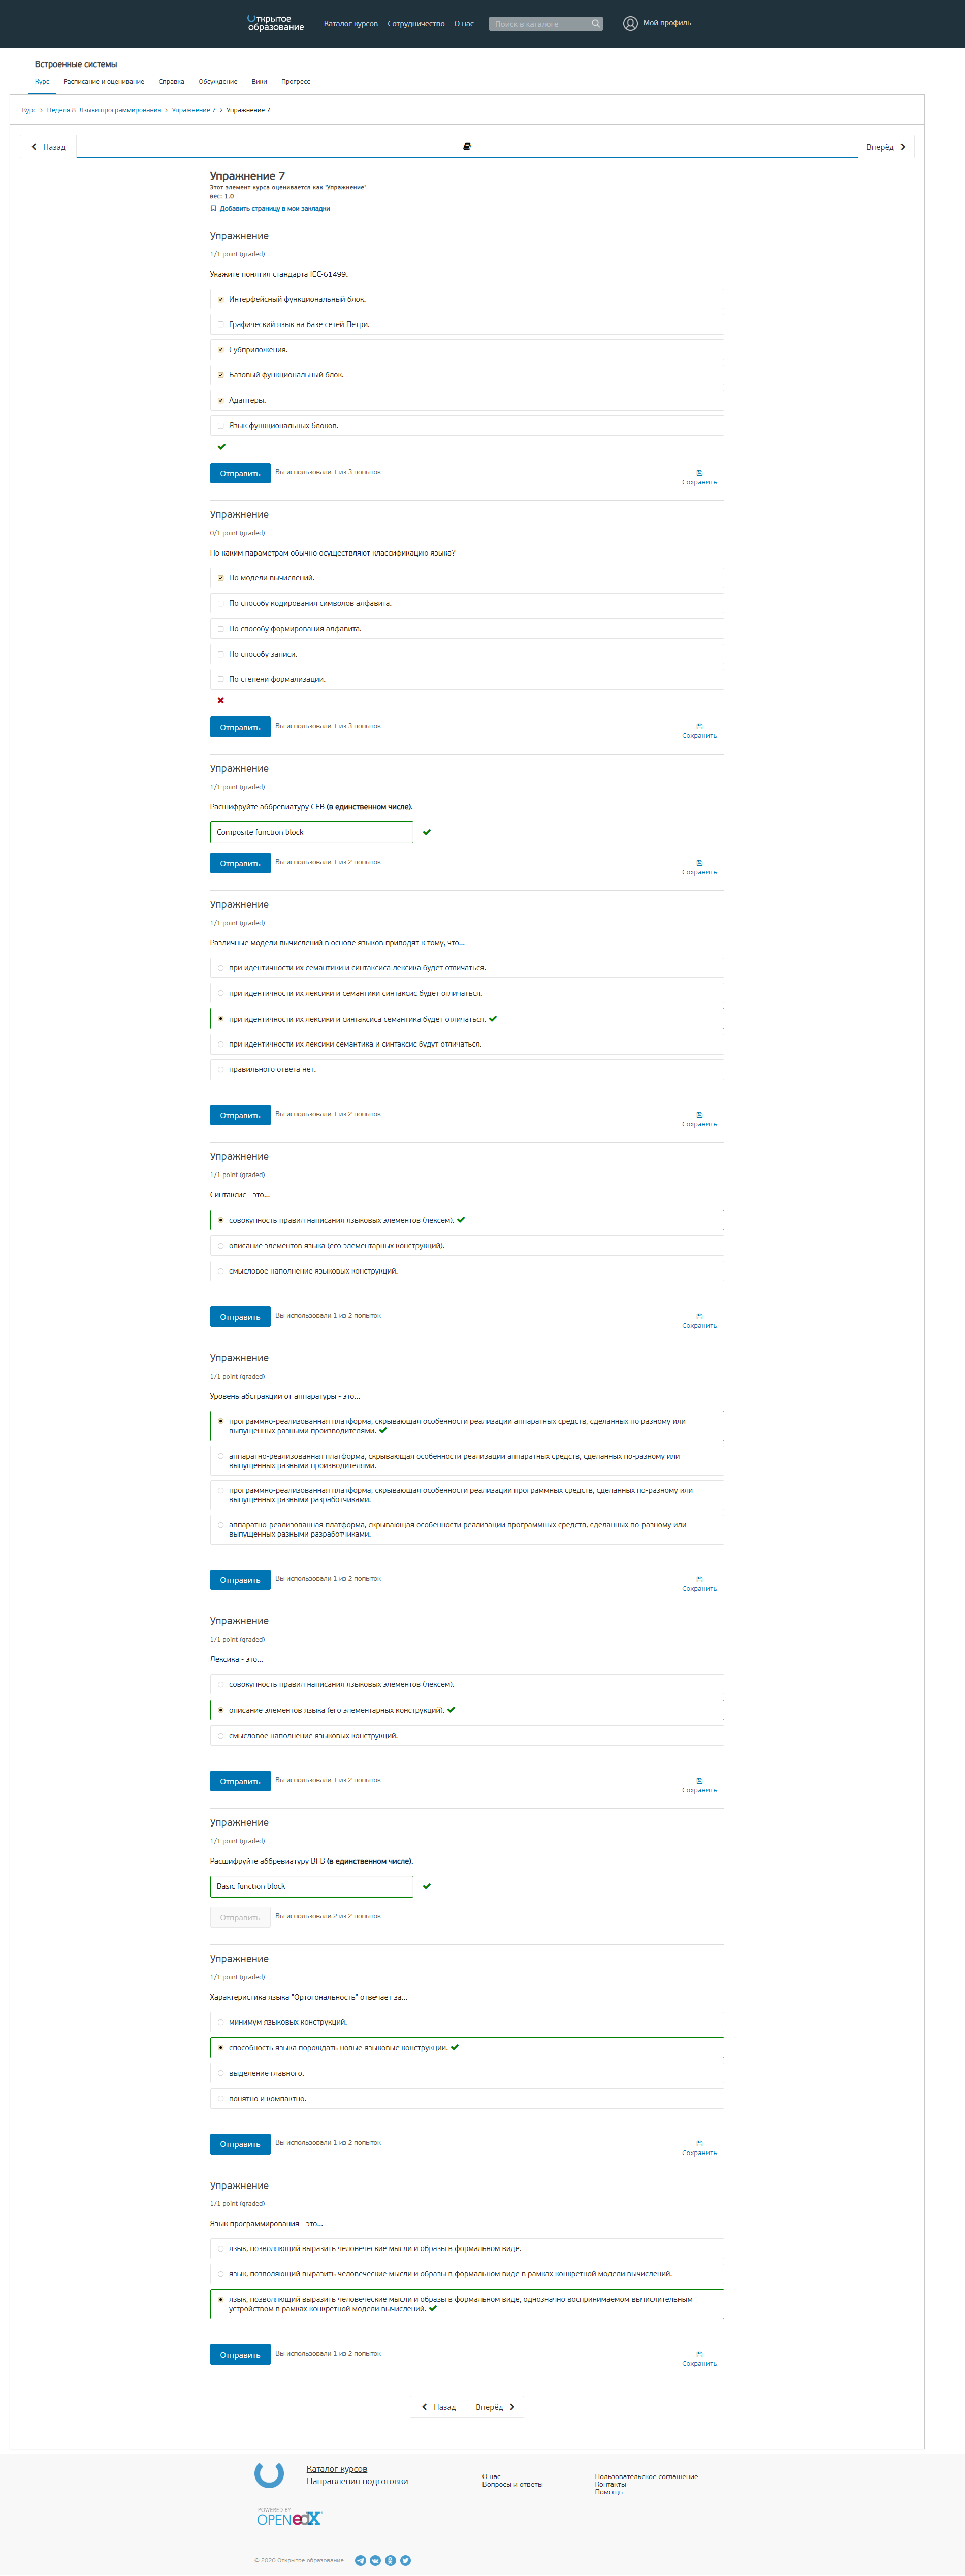 Открытое
образование
Каталог курсов Сотрудничество О нас Поиск в каталоге Мой профиль
Встроенные системы
Курс Расписание и оценивание Справка Обсуждение Вики Прогресс
Курс > Неделя 8. Языки программирования > Упражнение 7 > Упражнение 7
Назад Вперёд
Упражнение 7
Этот элемент курса оценивается как 'Упражнение'
вес: 1.0
Добавить страницу в мои закладки
Упражнение
1/1 point (graded)
Укажите понятия стандарта IEC-61499.
Интерфейсный функциональный блок.
Графический язык на базе сетей Петри.
Субприложения.
Базовый функциональный блок.
Адаптеры.
Язык функциональных блоков.
Отправить Вы использовали 1 из 3 попыток
Сохранить
Упражнение
0/1 point (graded)
По каким параметрам обычно осуществляют классификацию языка?
По модели вычислений.
По способу кодирования символов алфавита.
По способу формирования алфавита.
По способу записи.
По степени формализации.
Отправить Вы использовали 1 из 3 попыток
Сохранить
Упражнение
1/1 point (graded)
Расшифруйте аббревиатуру CFB (в единственном числе).
Composite function block
Отправить Вы использовали 1 из 2 попыток
Сохранить
Упражнение
1/1 point (graded)
Различные модели вычислений в основе языков приводят к тому, что...
при идентичности их семантики и синтаксиса лексика будет отличаться.
при идентичности их лексики и семантики синтаксис будет отличаться.
при идентичности их лексики и синтаксиса семантика будет отличаться.
при идентичности их лексики семантика и синтаксис будут отличаться.
правильного ответа нет.
Отправить Вы использовали 1 из 2 попыток
Сохранить
Упражнение
1/1 point (graded)
Синтаксис - это...
совокупность правил написания языковых элементов (лексем).
описание элементов языка (его элементарных конструкций).
смысловое наполнение языковых конструкций.
Отправить Вы использовали 1 из 2 попыток
Сохранить
Упражнение
1/1 point (graded)
Уровень абстракции от аппаратуры - это...
программно-реализованная платформа, скрывающая особенности реализации аппаратных средств, сделанных по разному или
выпущенных разными производителями.
аппаратно-реализованная платформа, скрывающая особенности реализации аппаратных средств, сделанных по-разному или
выпущенных разными производителями.
программно-реализованная платформа, скрывающая особенности реализации программных средств, сделанных по-разному или
выпущенных разными разработчиками.
аппаратно-реализованная платформа, скрывающая особенности реализации программных средств, сделанных по-разному или
выпущенных разными разработчиками.
Отправить Вы использовали 1 из 2 попыток
Сохранить
Упражнение
1/1 point (graded)
Лексика - это...
совокупность правил написания языковых элементов (лексем).
описание элементов языка (его элементарных конструкций).
смысловое наполнение языковых конструкций.
Отправить Вы использовали 1 из 2 попыток
Сохранить
Упражнение
1/1 point (graded)
Расшифруйте аббревиатуру BFB (в единственном числе).
Basic function block
Отправить Вы использовали 2 из 2 попыток
Упражнение
1/1 point (graded)
Характеристика языка "Ортогональность" отвечает за...
минимум языковых конструкций.
способность языка порождать новые языковые конструкции.
выделение главного.
понятно и компактно.
Отправить Вы использовали 1 из 2 попыток
Сохранить
Упражнение
1/1 point (graded)
Язык программирования - это...
язык, позволяющий выразить человеческие мысли и образы в формальном виде.
язык, позволяющий выразить человеческие мысли и образы в формальном виде в рамках конкретной модели вычислений.
язык, позволяющий выразить человеческие мысли и образы в формальном виде, однозначно воспринимаемом вычислительным
устройством в рамках конкретной модели вычислений.
Отправить Вы использовали 1 из 2 попыток
Сохранить
Назад Вперёд
Каталог курсов
Направления подготовки
О нас
Вопросы и ответы
Пользовательское соглашение
Контакты
Помощь
POWERED BY
OPEN edX
© 2020 Открытое образование